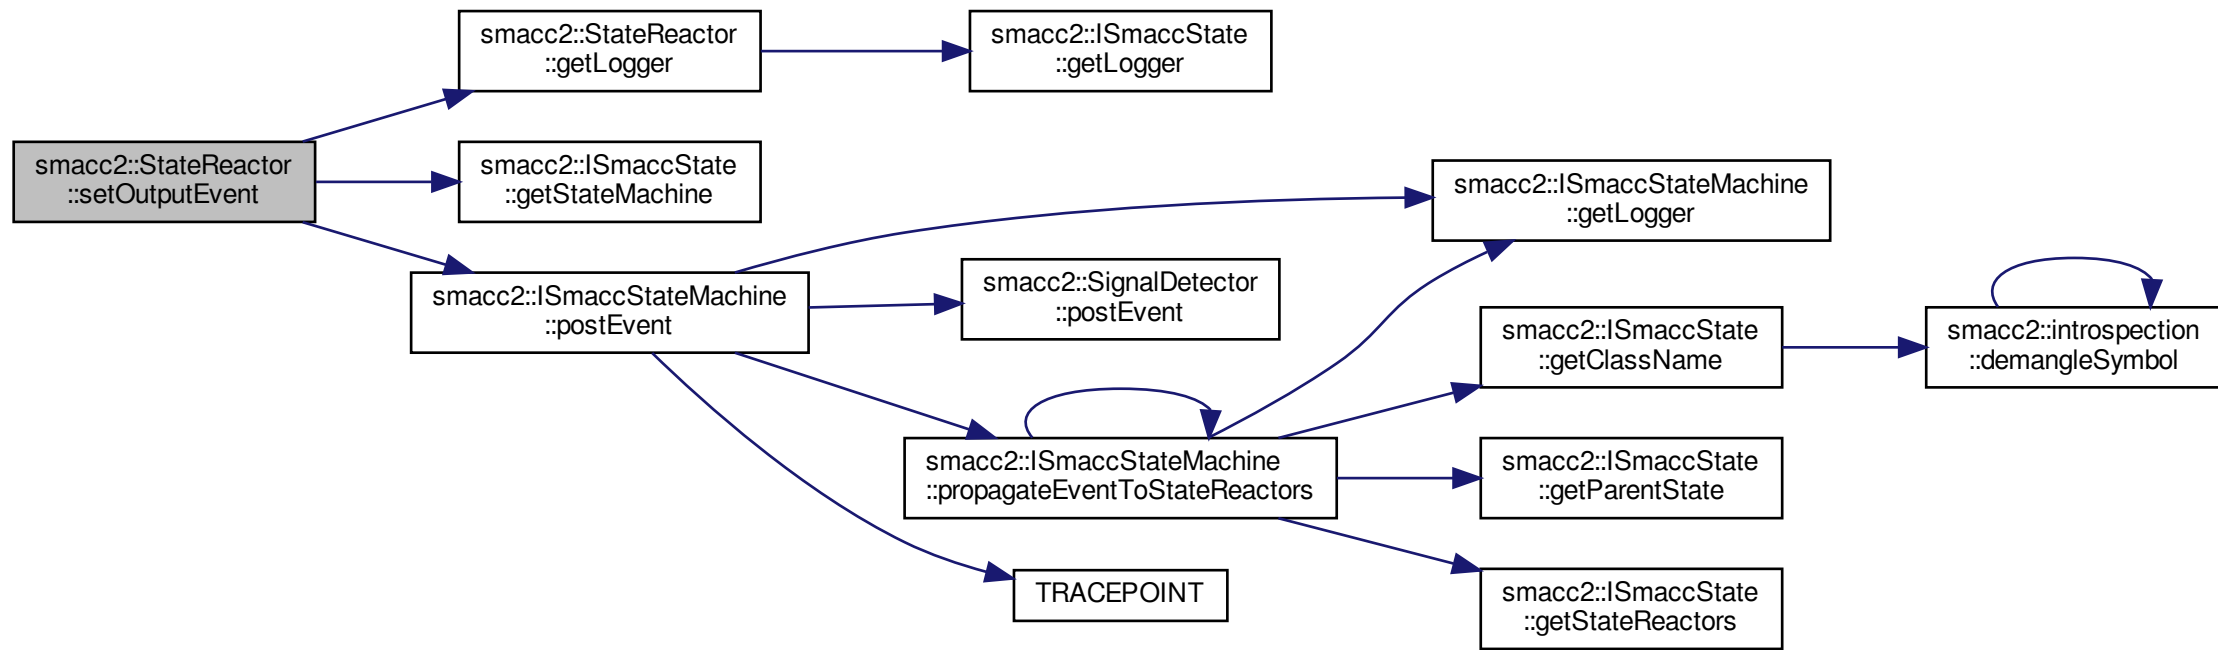 smacc2::StateReactor
::setOutputEvent
smacc2::StateReactor
::getLogger
smacc2::ISmaccState
::getLogger
smacc2::ISmaccState
::getStateMachine
smacc2::ISmaccStateMachine
::postEvent
smacc2::ISmaccStateMachine
::getLogger
smacc2::SignalDetector
::postEvent
smacc2::ISmaccStateMachine
::propagateEventToStateReactors
smacc2::ISmaccState
::getClassName
smacc2::introspection
::demangleSymbol
smacc2::ISmaccState
::getParentState
smacc2::ISmaccState
::getStateReactors
TRACEPOINT